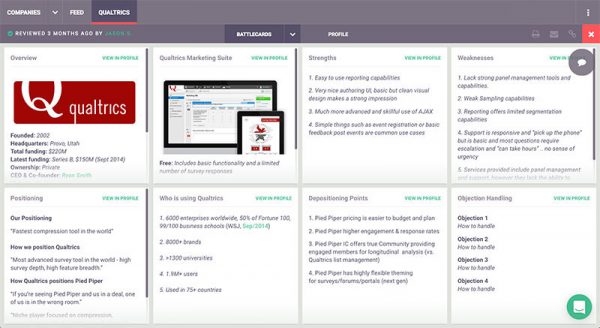 COMPANIES
FEED
QUALTRICS
REVIEWED 3 MONTHS AGO BY JASON S.
BATTLECARDS
PROFILE
Overview
VIEW IN PROFILE
Q qualtrics
Founded: 2002
Headquarters: Provo, Utah
Total funding: $220M
Latest funding: Series B, $150M (Sept 2014)
Ownership: Private
CEO & Co-founder: Ryan Smith
Qualtrics Marketing Suite
VIEW IN PROFILE
Free: Includes basic functionality and a limited
number of survey responses
Strengths
VIEW IN PROFILE
1. Easy to use reporting capabilities
2. Very nice authoring UI, basic but clean visual
design makes a strong impression
3. Much more advanced and skilful use of AJAX
4. Simple things such as event registration or basic
feedback post events are common use cases
Weaknesses
VIEW IN PROFILE
1. Lack strong panel management tools and
capabilities.
2. Weak Sampling capabilities
3. Reporting offers limited segmentation
capabilities
4. Support is responsive and "pick up the phone"
but is basic and most questions require
escalation and "can take hours" .. no sense of
urgency
5. Services provided include panel management
and support, however they lack the ability to
Positioning
VIEW IN PROFILE
Our Positioning
"Fastest compression tool in the world"
How we position Qualtrics
"Most advanced survey tool in the world - high
survey depth, high feature breadth."
How Qualtrics positions Pied Piper
"If you're seeing Pied Piper and us in a deal, one
of us is in the wrong room."
"Niche player focused on compression,
Who is using Qualtrics
VIEW IN PROFILE
1. 6000 enterprises worldwide, 50% of Fortune 100,
99/100 business schools (WSJ, Sep/2014)
2. 8000+ brands
3. >1300 universities
4. 1.9M+ users
5. Used in 75+ countries
Depositioning Points
VIEW IN PROFILE
1. Pied Piper pricing is easier to budget and plan
2. Pied Piper higher engagement & response rates
3. Pied Piper IC offers true Community providing
engaged members for longitudinal analysis (vs.
Qualtrics list management)
4. Pied Piper has highly flexible theming
for surveys/forums/portals (next gen)
Objection Handling
VIEW IN PROFILE
Objection 1
How to handle
Objection 2
How to handle
Objection 3
How to handle
Objection 4
How to handle